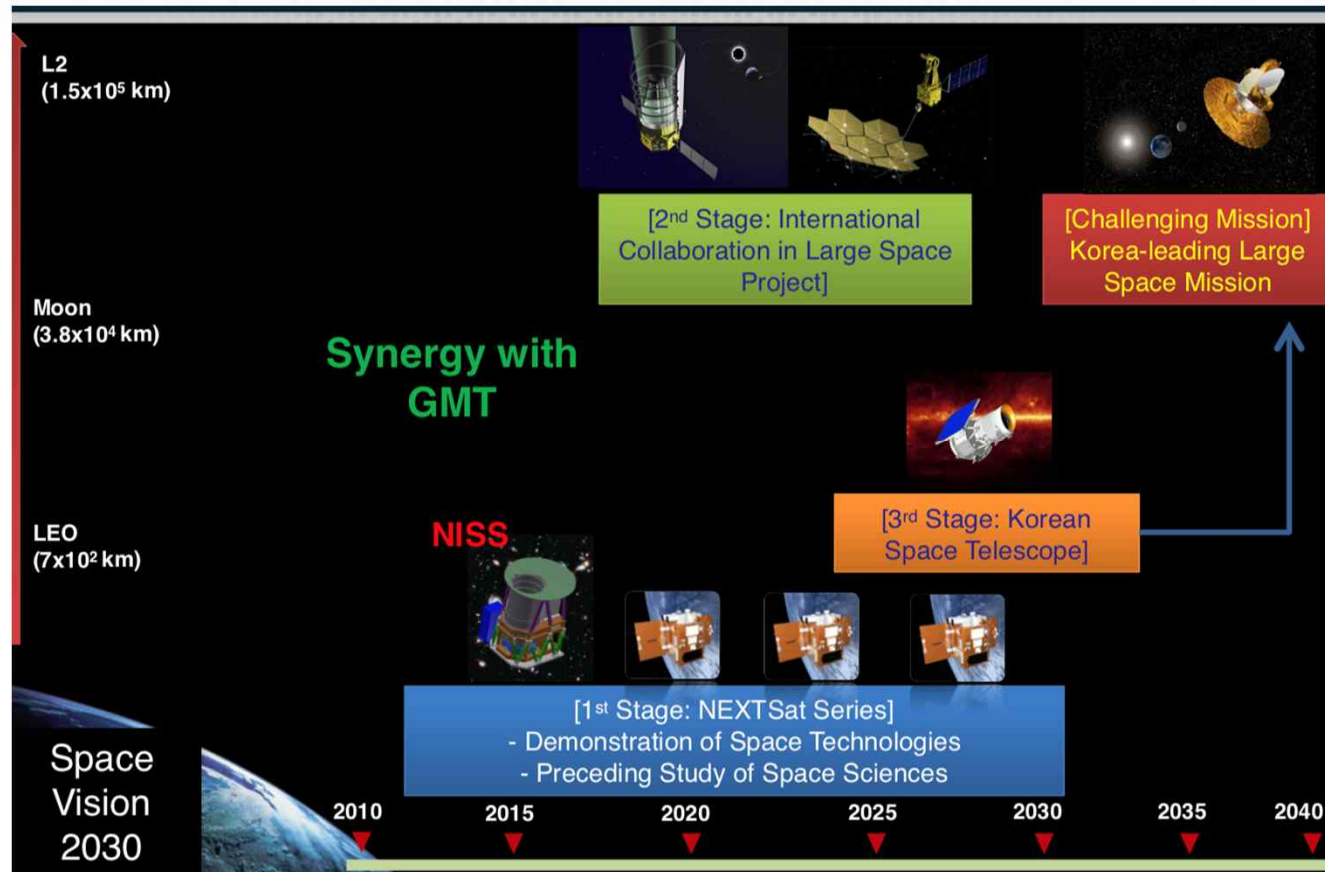 L2
(1.5x10⁵ km)
[2ⁿᵈ Stage: International
Collaboration in Large Space
Project]
[Challenging Mission]
Korea-leading Large
Space Mission
Moon
(3.8x10⁴ km)
Synergy with
GMT
LEO
(7x10² km)
NISS
[3ʳᵈ Stage: Korean
Space Telescope]
[1ˢᵗ Stage: NEXTSat Series]
- Demonstration of Space Technologies
- Preceding Study of Space Sciences
Space
Vision
2030
2010 2015 2020 2025 2030 2035 2040